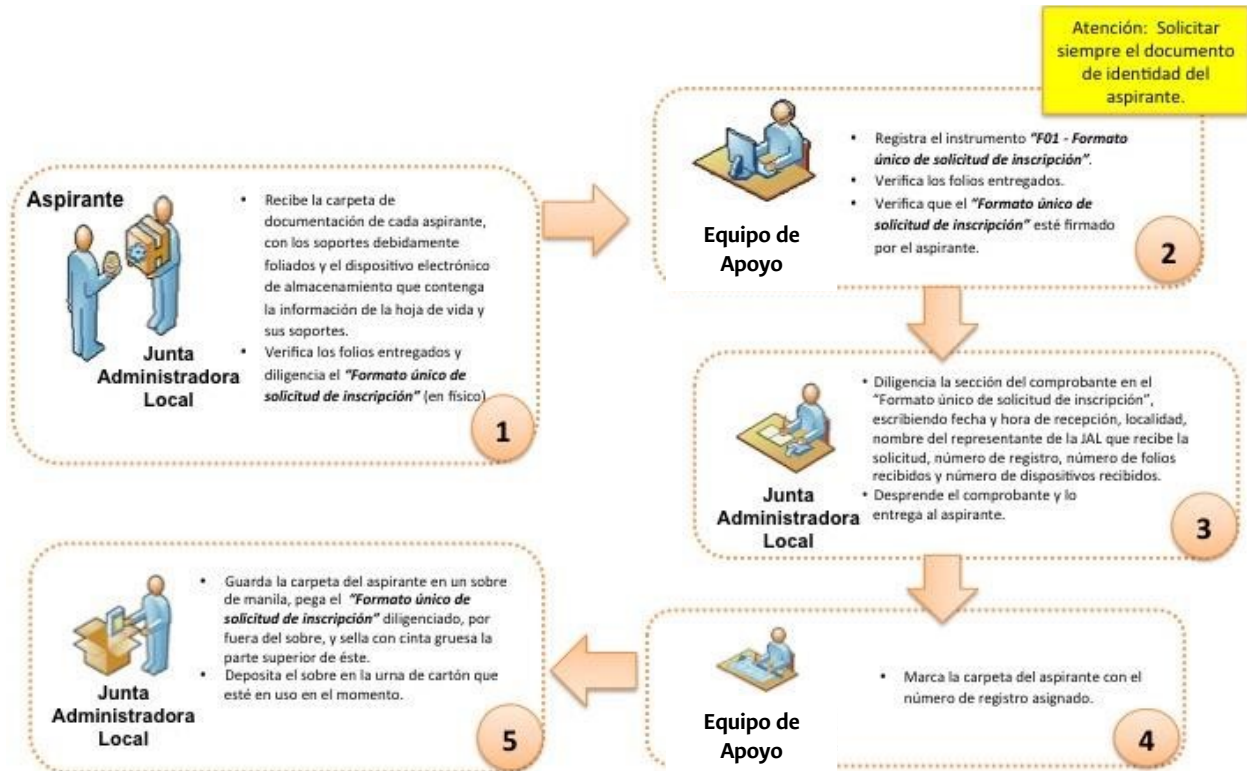 Atención: Solicitar
siempre el documento
de identidad del
aspirante.
Aspirante
Junta
Administradora
Local
• Recibe la carpeta de
documentación de cada aspirante,
con los soportes debidamente
foliados y el dispositivo electrónico
de almacenamiento que contenga
la información de la hoja de vida y
sus soportes.
• Verifica los folios entregados y
diligencia el "Formato único de
solicitud de inscripción" (en físico)
1
Equipo de
Apoyo
• Registra el instrumento "F01 - Formato
único de solicitud de inscripción".
• Verifica los folios entregados.
• Verifica que el "Formato único de
solicitud de inscripción" esté firmado
por el aspirante.
2
Junta
Administradora
Local
• Diligencia la sección del comprobante en el
"Formato único de solicitud de inscripción",
escribiendo fecha y hora de recepción, localidad,
nombre del representante de la JAL que recibe la
solicitud, número de registro, número de folios
recibidos y número de dispositivos recibidos.
• Desprende el comprobante y lo
entrega al aspirante.
3
Equipo de
Apoyo
• Marca la carpeta del aspirante con el
número de registro asignado.
4
Junta
Administradora
Local
• Guarda la carpeta del aspirante en un sobre
de manila, pega el "Formato único de
solicitud de inscripción" diligenciado, por
fuera del sobre, y sella con cinta gruesa la
parte superior de éste.
• Deposita el sobre en la urna de cartón que
esté en uso en el momento.
5